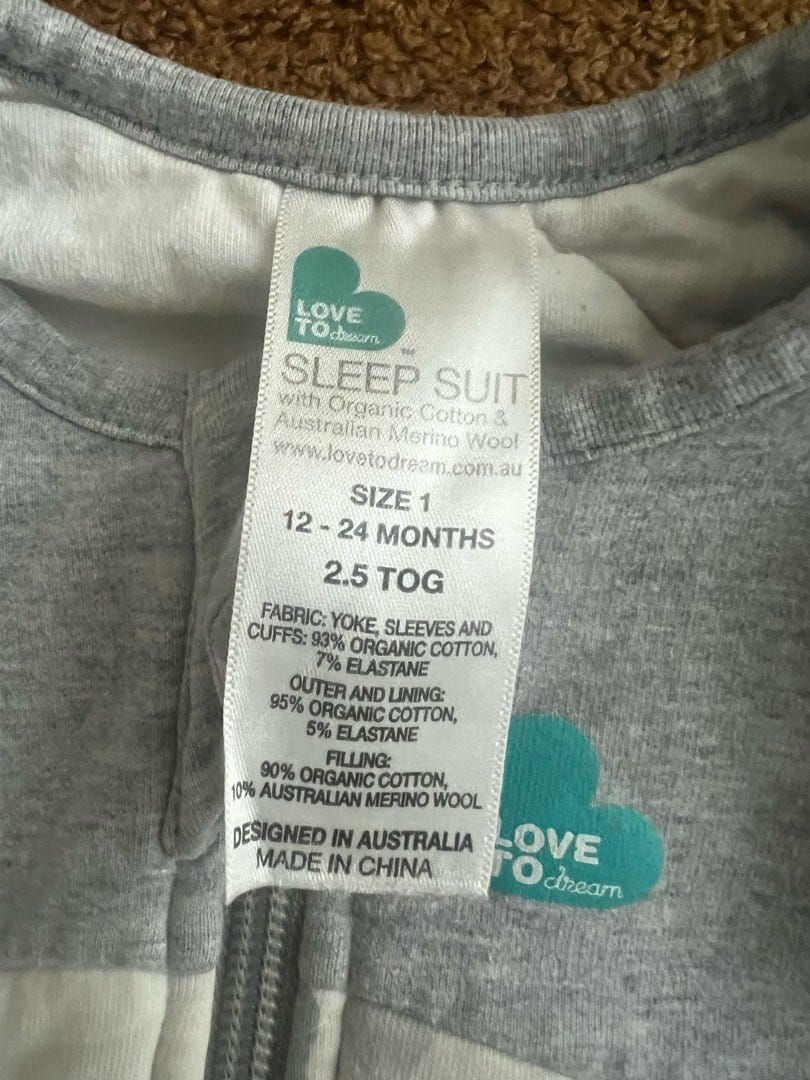 LOVE
TO dream
™
SLEEP SUIT
with Organic Cotton &
Australian Merino Wool
www.lovetodream.com.au
SIZE 1
12 - 24 MONTHS
2.5 TOG
FABRIC: YOKE, SLEEVES AND
CUFFS: 93% ORGANIC COTTON,
7% ELASTANE
OUTER AND LINING:
95% ORGANIC COTTON,
5% ELASTANE
FILLING:
90% ORGANIC COTTON,
10% AUSTRALIAN MERINO WOOL
DESIGNED IN AUSTRALIA
MADE IN CHINA
LOVE
TO dream